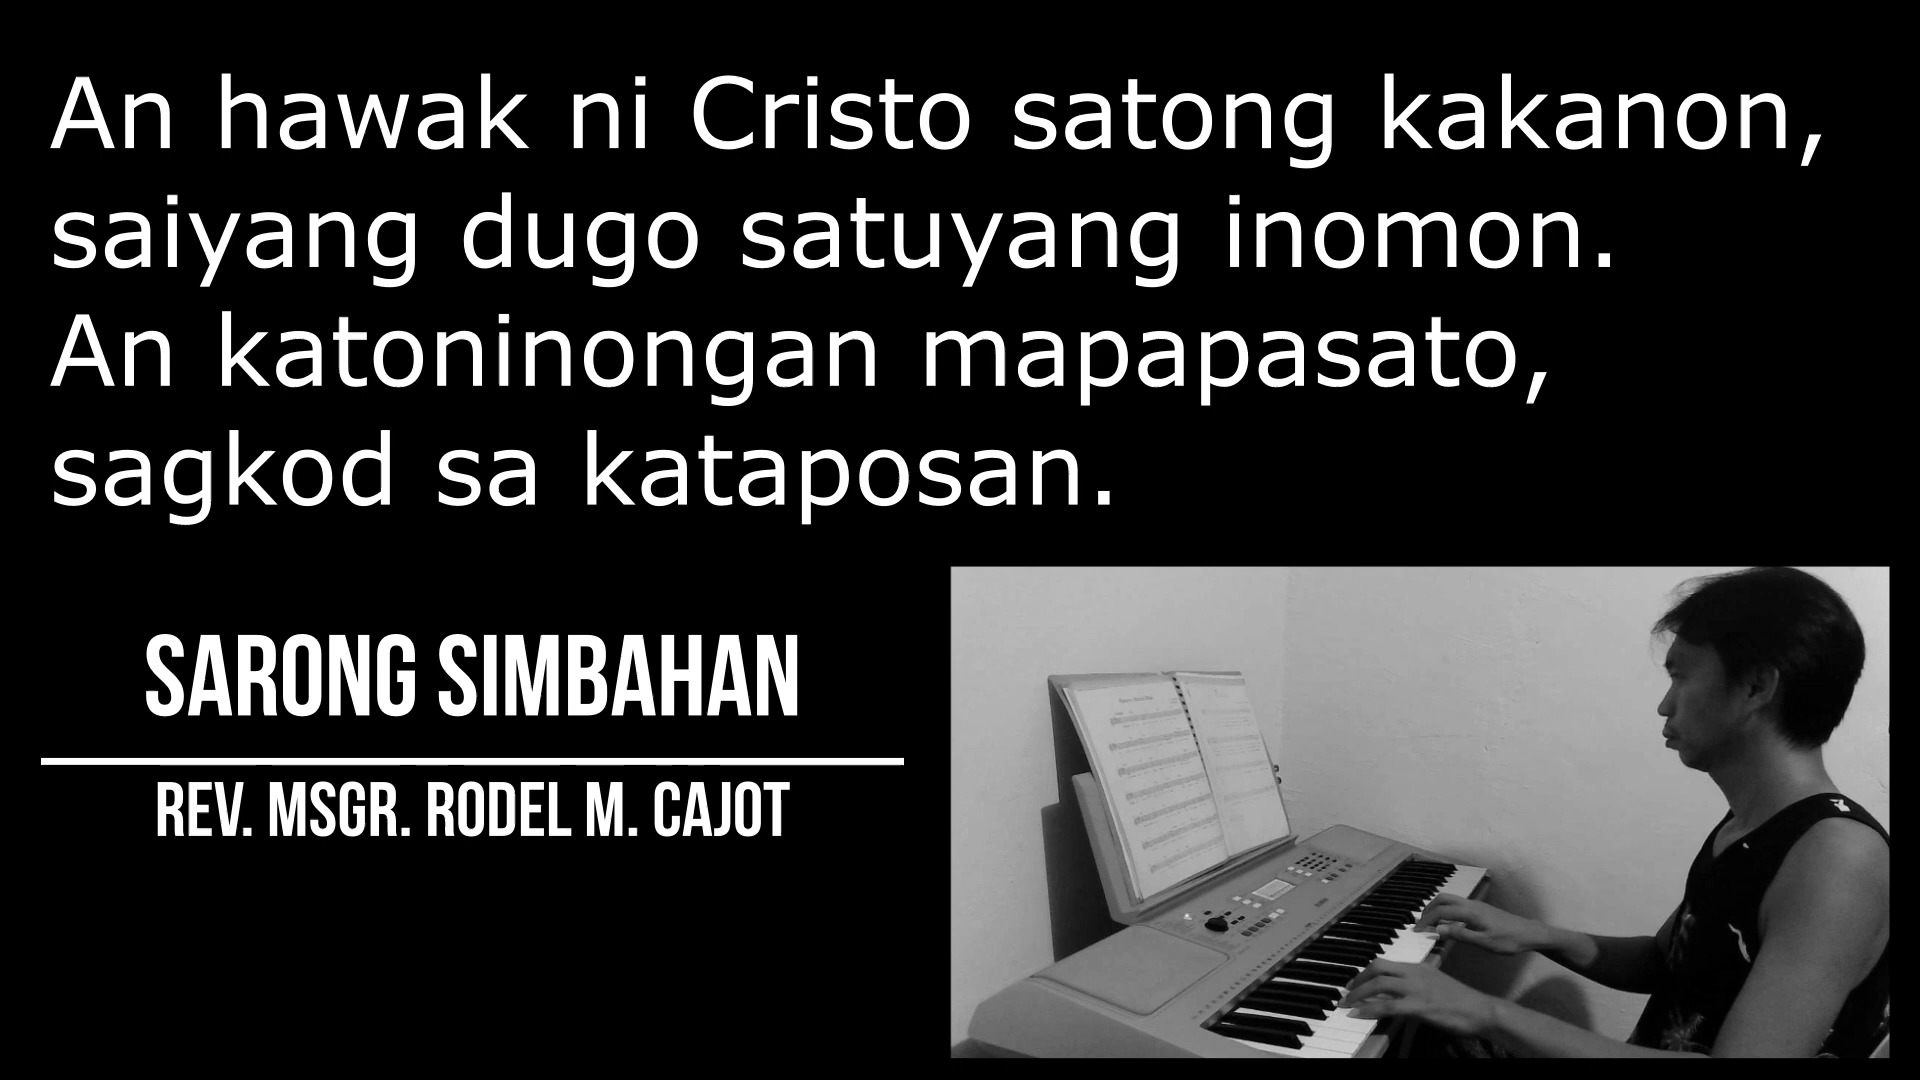 An hawak ni Cristo satong kakanon,
saiyang dugo satuyang inomon.
An katoninongan mapapasato,
sagkod sa kataposan.
SARONG SIMBAHAN
REV. MSGR. RODEL M. CAJOT